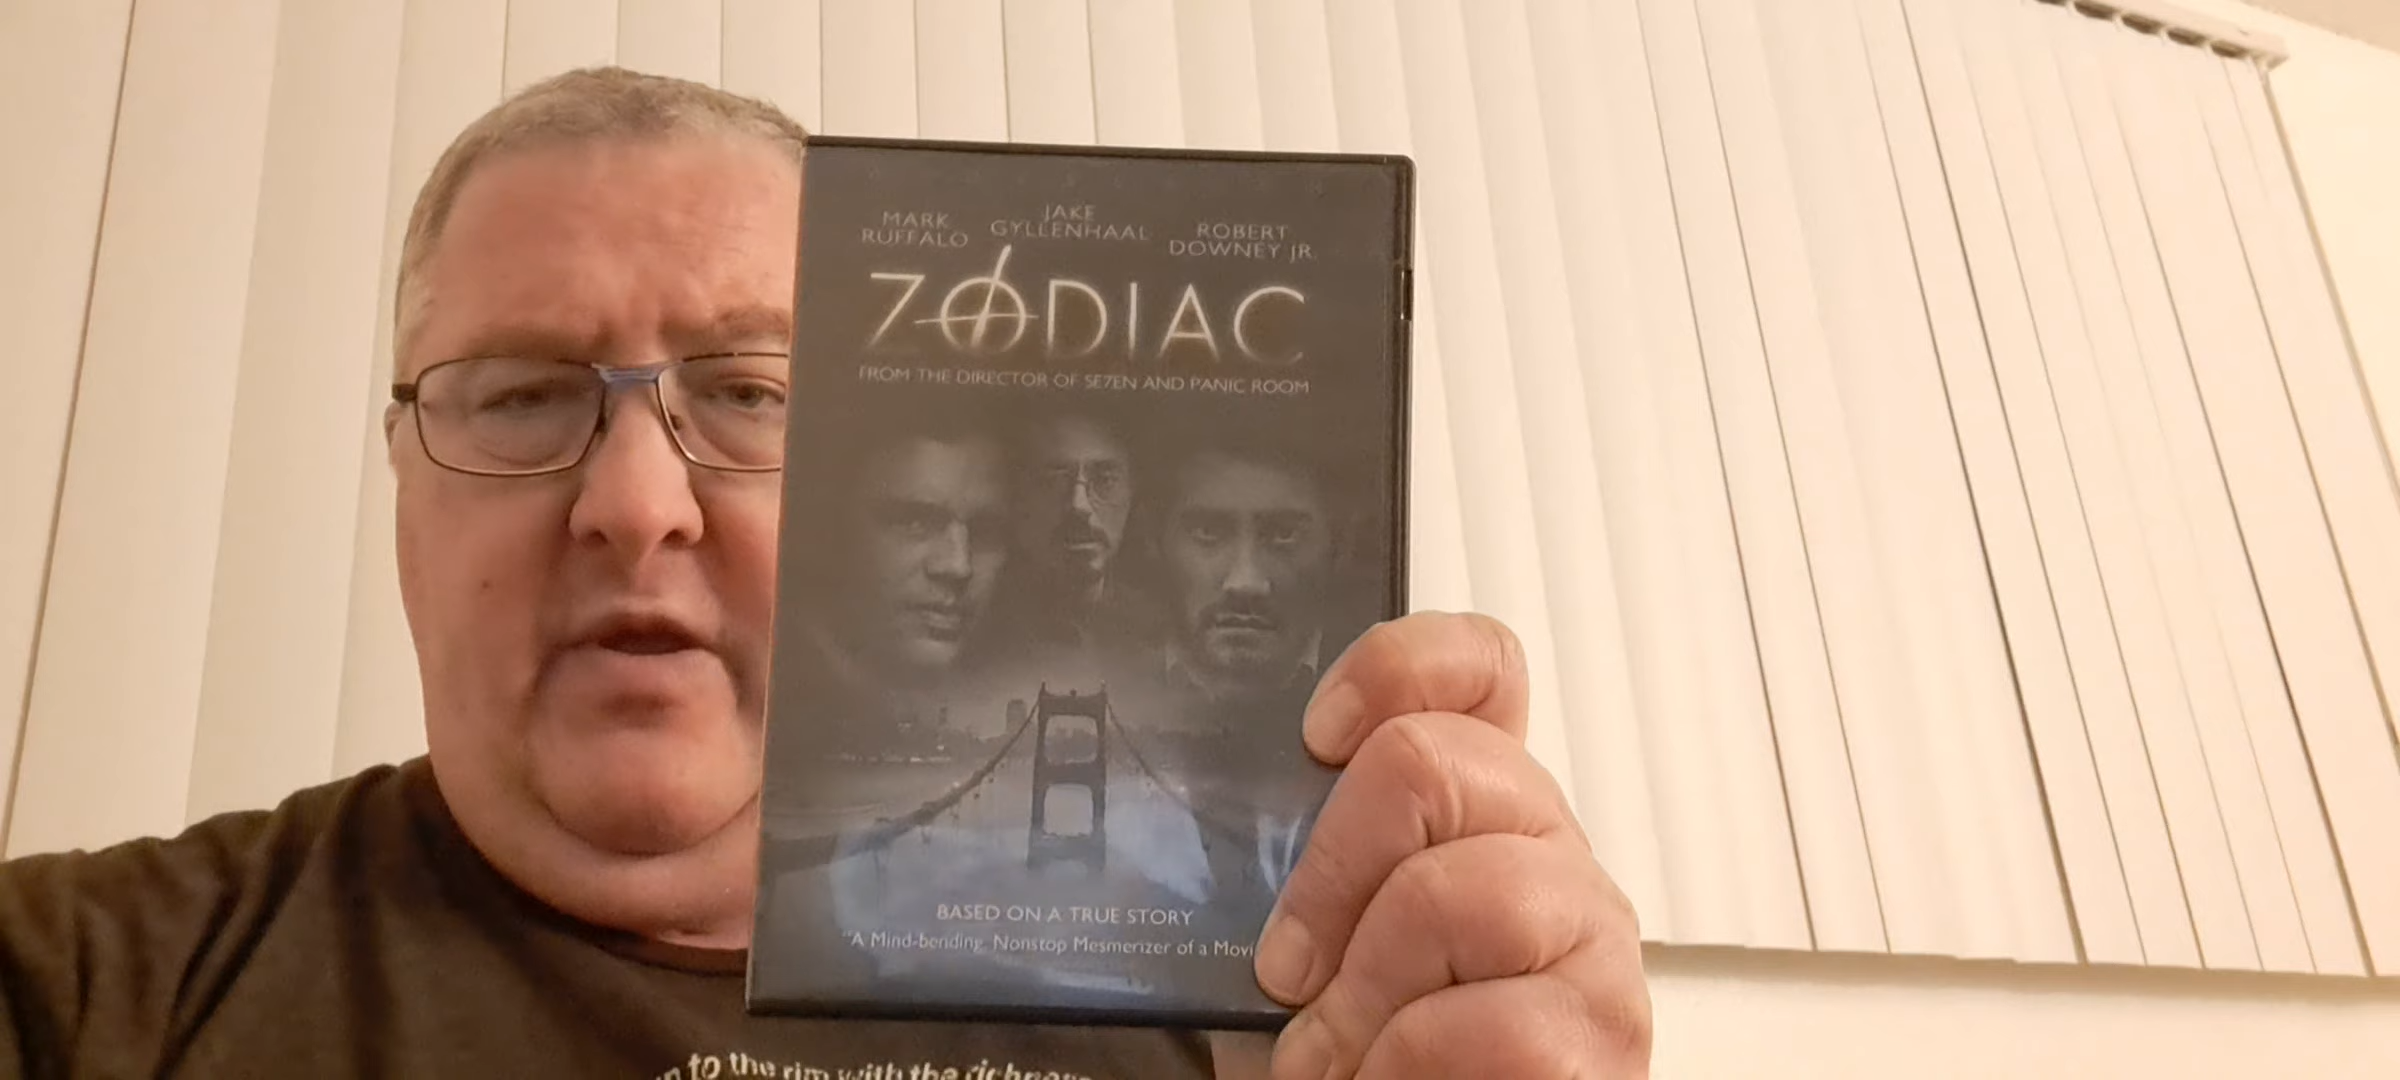 MARK
RUFFALO
JAKE
GYLLENHAAL
ROBERT
DOWNEY JR.
ZODIAC
FROM THE DIRECTOR OF SE7EN AND PANIC ROOM
BASED ON A TRUE STORY
"A Mind-bending, Nonstop Mesmerizer of a Movi
to the rim with the richness